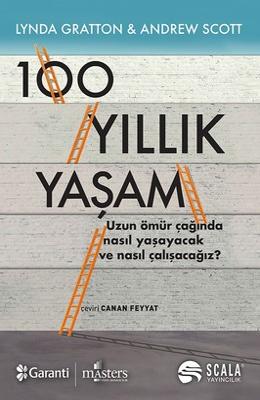 LYNDA GRATTON & ANDREW SCOTT
100
YILLIK
YAŞAM
Uzun ömür çağında
nasıl yaşayacak
ve nasıl çalışacağız?
çeviri CANAN FEYYAT
Garanti
mAsters
SCALA
YAYINCILIK